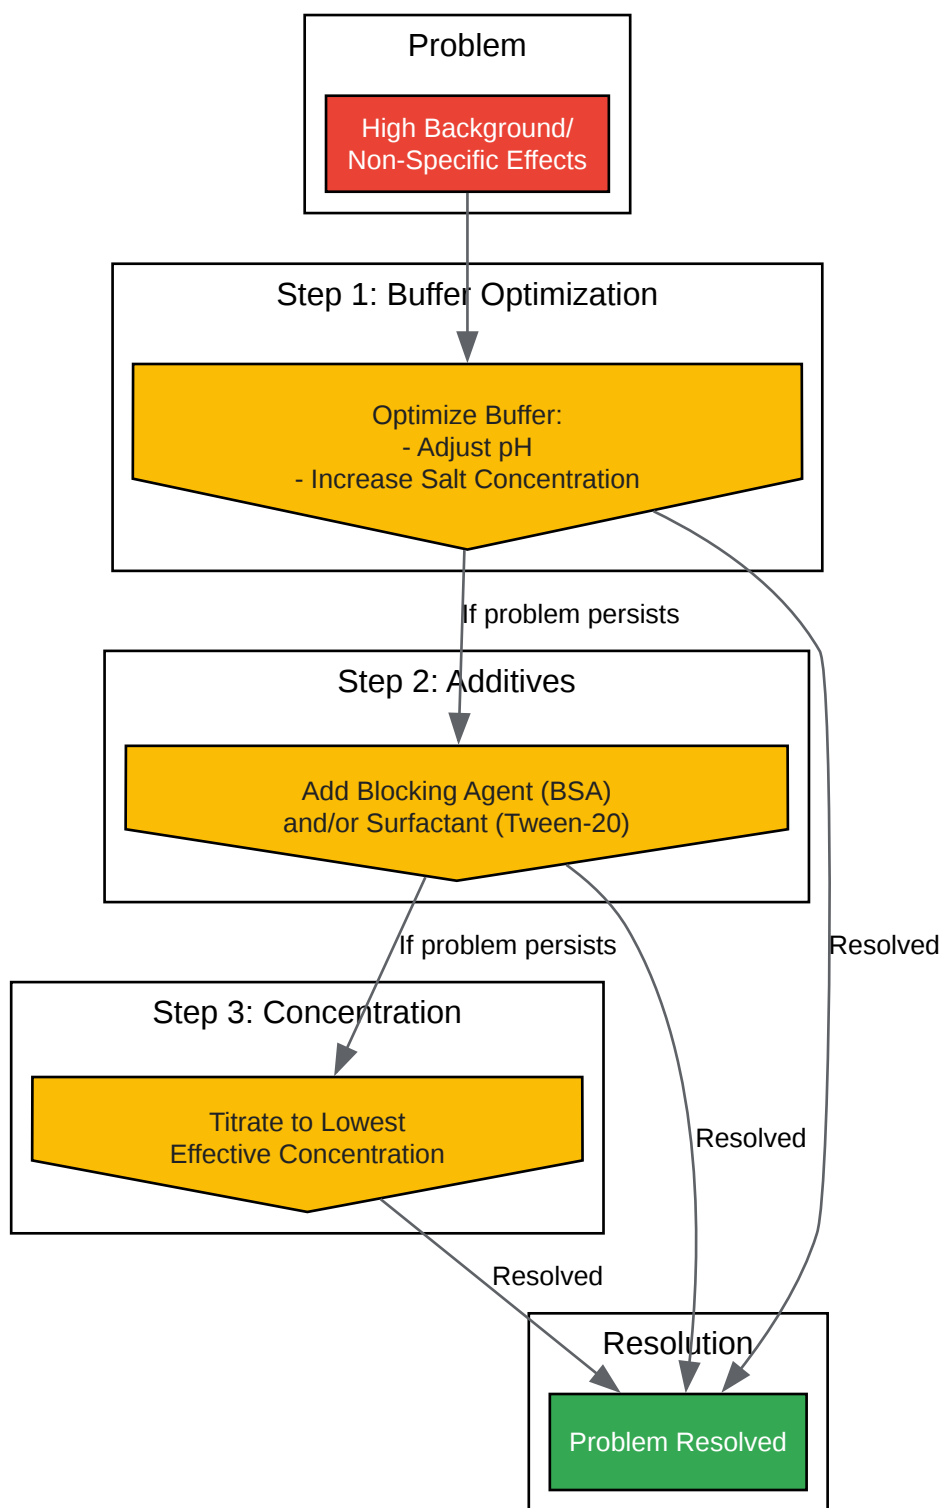 Problem
High Background/
Non-Specific Effects
Step 1: Buffer Optimization
Optimize Buffer:
- Adjust pH
- Increase Salt Concentration
If problem persists
Step 2: Additives
Add Blocking Agent (BSA)
and/or Surfactant (Tween-20)
If problem persists
Resolved
Step 3: Concentration
Titrate to Lowest
Effective Concentration
Resolved
Resolved
Resolution
Problem Resolved